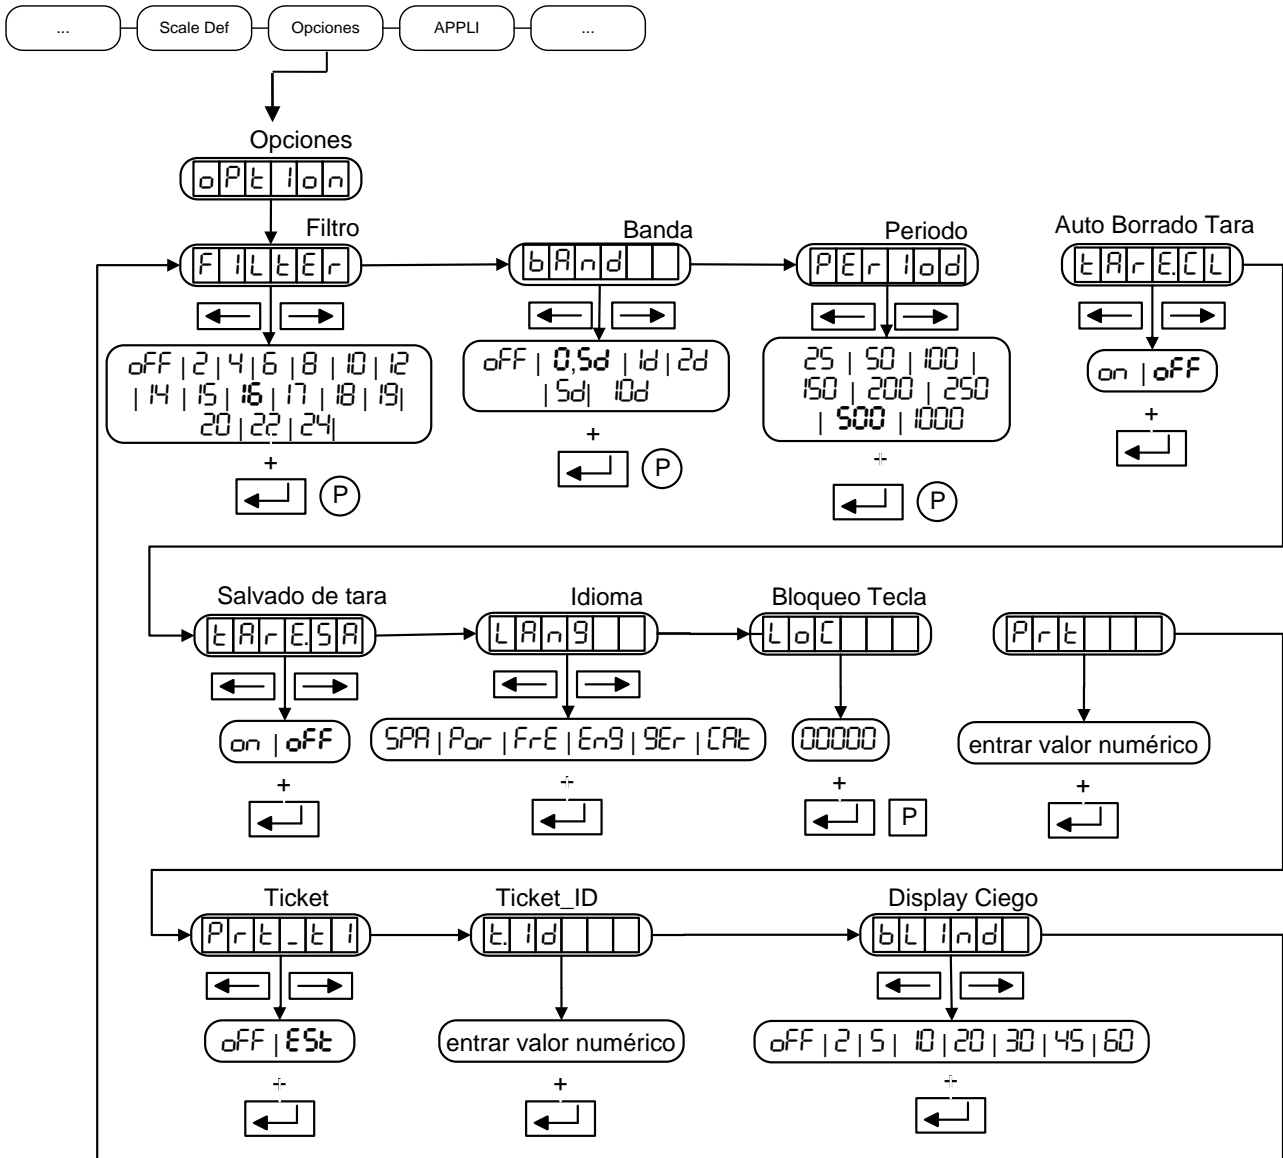 ...
Scale Def
Opciones
APPLI
...
Opciones
oPtIon
Filtro
Banda
Periodo
Auto Borrado Tara
FILtEr
bAnd
PErIod
tArE.CL
oFF | 2 | 4 | 6 | 8 | 10 | 12
| 14 | 15 | 16 | 17 | 18 | 19|
20 | 22 | 24|
oFF | 0,5d | 1d | 2d
| 5d| 10d
25 | 50 | 100 |
150 | 200 | 250
| 500 | 1000
on | oFF
+
P
+
P
+
P
+
Salvado de tara
Idioma
Bloqueo Tecla
tArE.SA
LAng
LoC
Prt
on | oFF
SPA | Por | FrE | Eng | gEr | CAt
00000
entrar valor numérico
+
+
+
P
+
Ticket
Ticket_ID
Display Ciego
Prt_tI
t.Id
bLInd
oFF | ESt
entrar valor numérico
oFF | 2 | 5 | 10 | 20 | 30 | 45 | 60
+
+
+